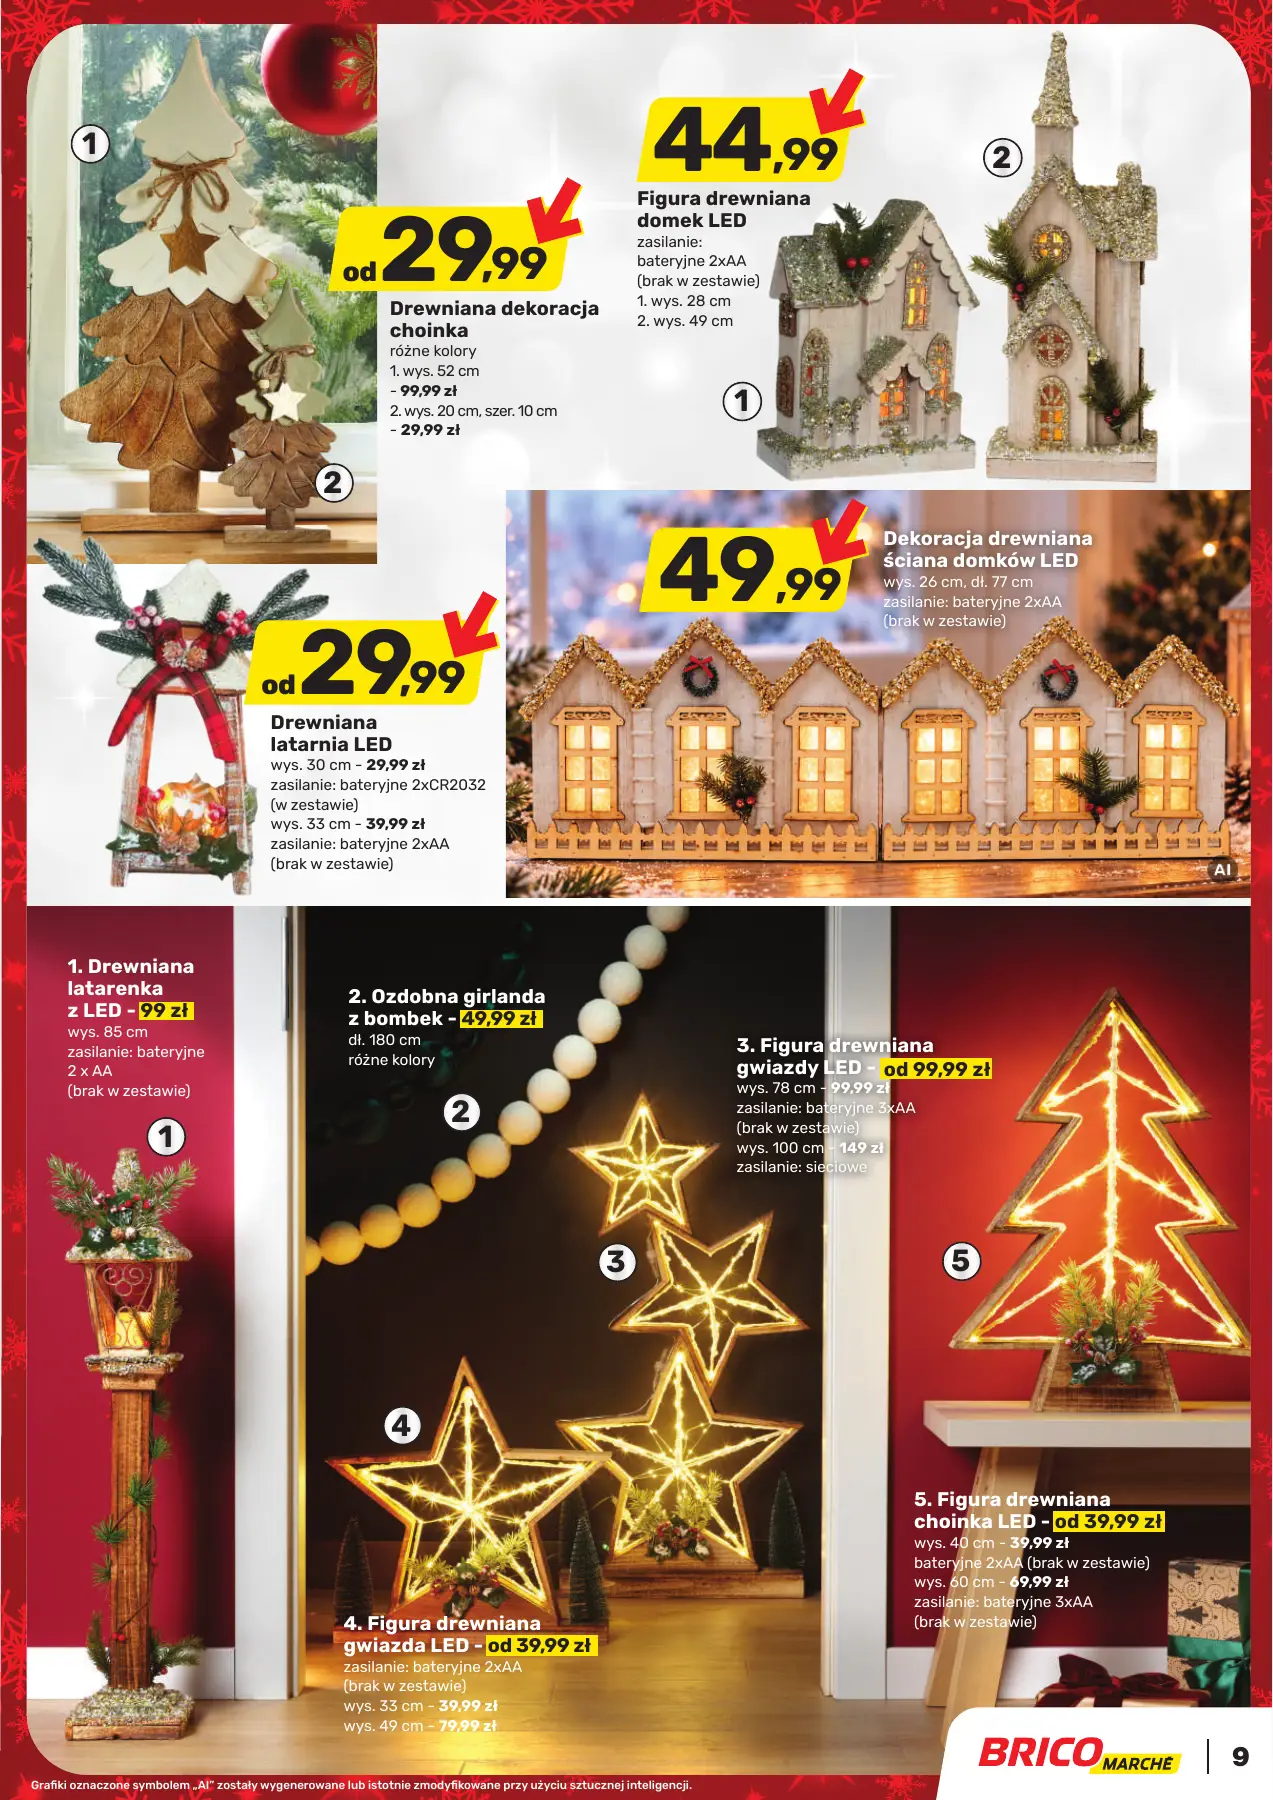 1
od 29,99
Drewniana dekoracja
choinka
różne kolory
1. wys. 52 cm
- 99,99 zł
2. wys. 20 cm, szer. 10 cm
- 29,99 zł
2
44,99
Figura drewniana
domek LED
zasilanie:
bateryjne 2xAA
(brak w zestawie)
1. wys. 28 cm
2. wys. 49 cm
1
2
od 29,99
Drewniana
latarnia LED
wys. 30 cm - 29,99 zł
zasilanie: bateryjne 2xCR2032
(w zestawie)
wys. 33 cm - 39,99 zł
zasilanie: bateryjne 2xAA
(brak w zestawie)
49,99
Dekoracja drewniana
ściana domków LED
wys. 26 cm, dł. 77 cm
zasilanie: bateryjne 2xAA
(brak w zestawie)
AI
1. Drewniana
latarenka
z LED - 99 zł
wys. 85 cm
zasilanie: bateryjne
2 x AA
(brak w zestawie)
1
2. Ozdobna girlanda
z bombek - 49,99 zł
dł. 180 cm
różne kolory
2
3. Figura drewniana
gwiazdy LED - od 99,99 zł
wys. 78 cm - 99,99 zł
zasilanie: bateryjne 3xAA
(brak w zestawie)
wys. 100 cm - 149 zł
zasilanie: sieciowe
3
4
4. Figura drewniana
gwiazda LED - od 39,99 zł
zasilanie: bateryjne 2xAA
(brak w zestawie)
wys. 33 cm - 39,99 zł
wys. 49 cm - 79,99 zł
5
5. Figura drewniana
choinka LED - od 39,99 zł
wys. 40 cm - 39,99 zł
bateryjne 2xAA (brak w zestawie)
wys. 60 cm - 69,99 zł
zasilanie: bateryjne 3xAA
(brak w zestawie)
BRICO MARCHÉ
9
Grafiki oznaczone symbolem „AI” zostały wygenerowane lub istotnie zmodyfikowane przy użyciu sztucznej inteligencji.